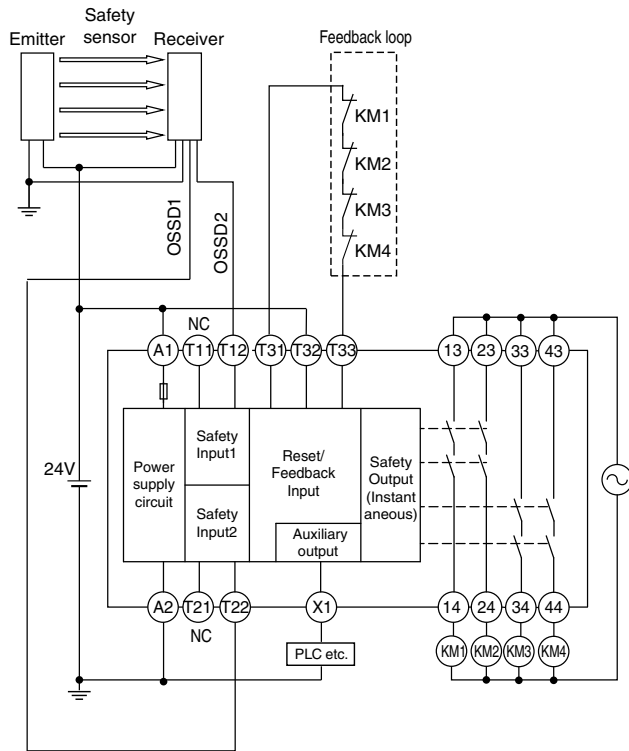 Safety
sensor
Emitter
Receiver
Feedback loop
KM1
KM2
KM3
KM4
OSSD1
OSSD2
NC
A1
T11
T12
T31
T32
T33
13
23
33
43
24V
Power
supply
circuit
Safety
Input1
Safety
Input2
Reset/
Feedback
Input
Auxiliary
output
Safety
Output
(Instant
aneous)
A2
T21
T22
X1
14
24
34
44
NC
PLC etc.
KM1
KM2
KM3
KM4